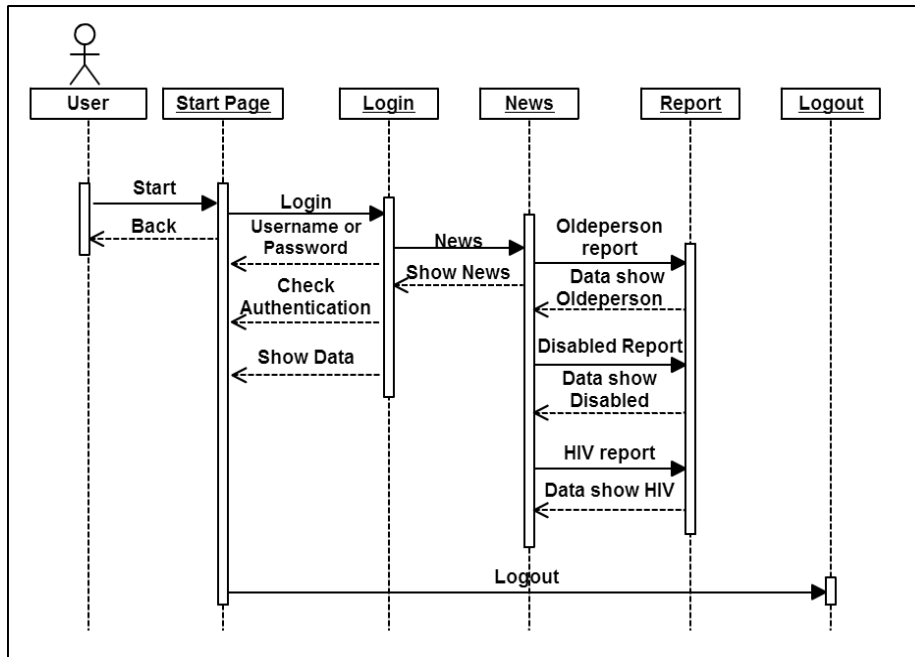 User
Start Page
Login
News
Report
Logout
Start
Back
Login
Username or
Password
Check
Authentication
Show Data
News
Show News
Oldeperson
report
Data show
Oldeperson
Disabled Report
Data show
Disabled
HIV report
Data show HIV
Logout